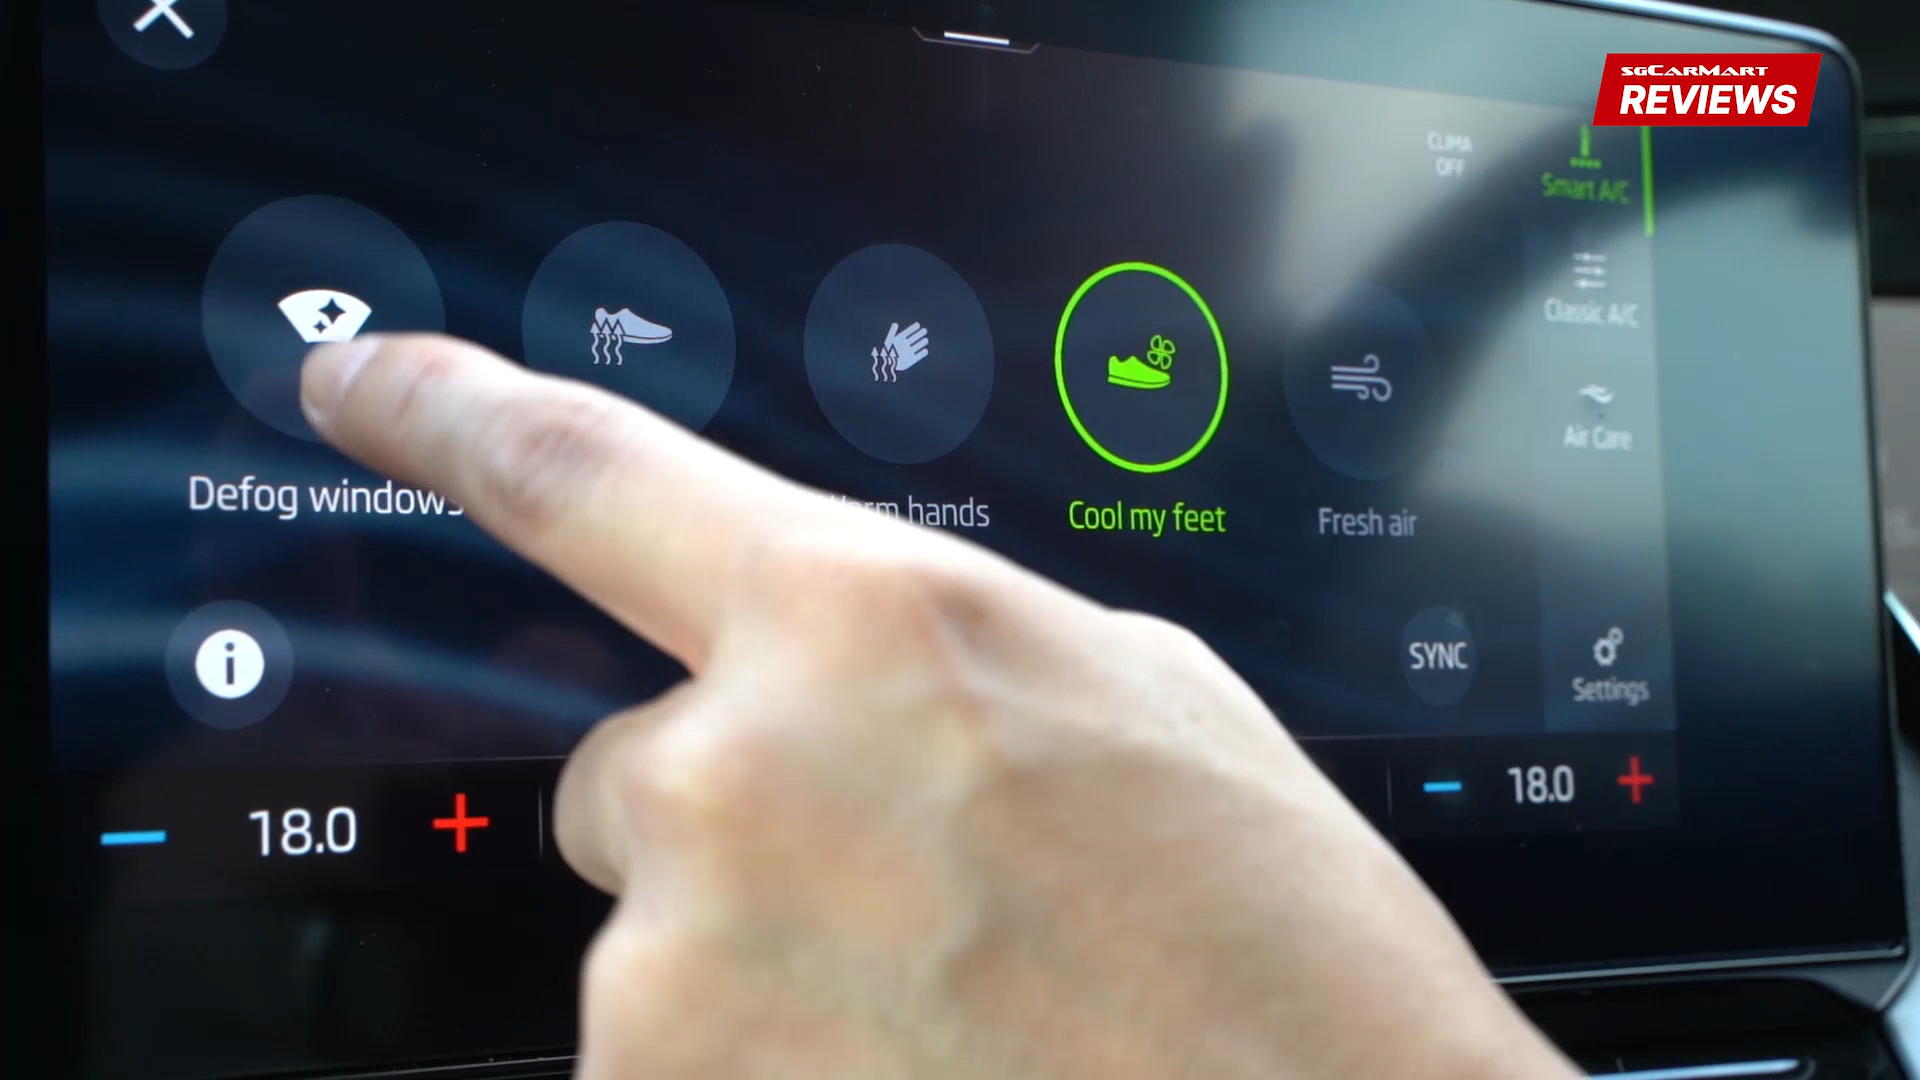 SGCARMART
REVIEWS
CLIMA
OFF
Smart A/C
Classic A/C
Air Care
Defog windows
hands
Cool my feet
Fresh air
SYNC
Settings
18.0
18.0